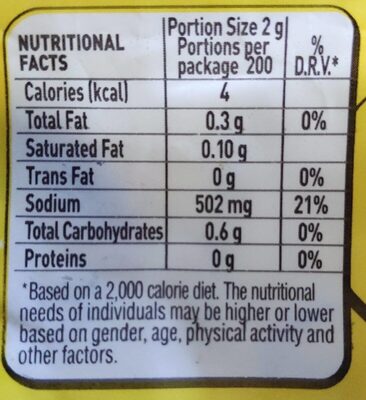 NUTRITIONAL FACTS Portion Size 2 g Portions per package 200 % D.R.V.*
Calories (kcal) 4
Total Fat 0.3 g 0%
Saturated Fat 0.10 g
Trans Fat 0 g 0%
Sodium 502 mg 21%
Total Carbohydrates 0.6 g 0%
Proteins 0 g 0%
*Based on a 2,000 calorie diet. The nutritional
needs of individuals may be higher or lower
based on gender, age, physical activity and
other factors.